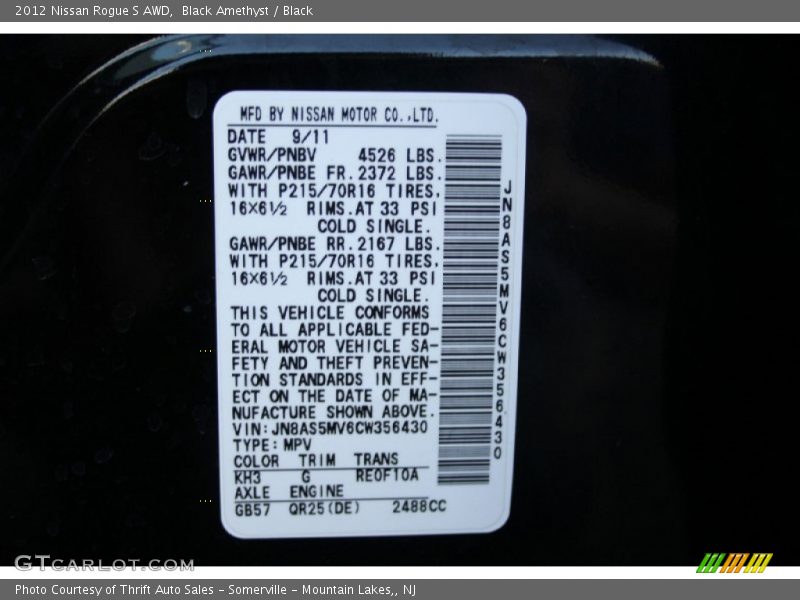 2012 Nissan Rogue S AWD,  Black Amethyst / Black
MFD BY NISSAN MOTOR CO.,LTD.
DATE 9/11
GVWR/PNBV 4526 LBS.
GAWR/PNBE FR. 2372 LBS.
WITH P215/70R16 TIRES,
16X6½ RIMS. AT 33 PSI
COLD SINGLE.
GAWR/PNBE RR. 2167 LBS.
WITH P215/70R16 TIRES,
16X6½ RIMS. AT 33 PSI
COLD SINGLE.
THIS VEHICLE CONFORMS
TO ALL APPLICABLE FED-
ERAL MOTOR VEHICLE SA-
FETY AND THEFT PREVEN-
TION STANDARDS IN EFF-
ECT ON THE DATE OF MA-
NUFACTURE SHOWN ABOVE.
VIN:JN8AS5MV6CW356430
TYPE:MPV
COLOR TRIM TRANS
KH3 G RE0F10A
AXLE ENGINE
GB57 QR25(DE) 2488CC
JN8AS5MV6CW356430
GTcarlot.com
Photo Courtesy of Thrift Auto Sales - Somerville - Mountain Lakes,, NJ